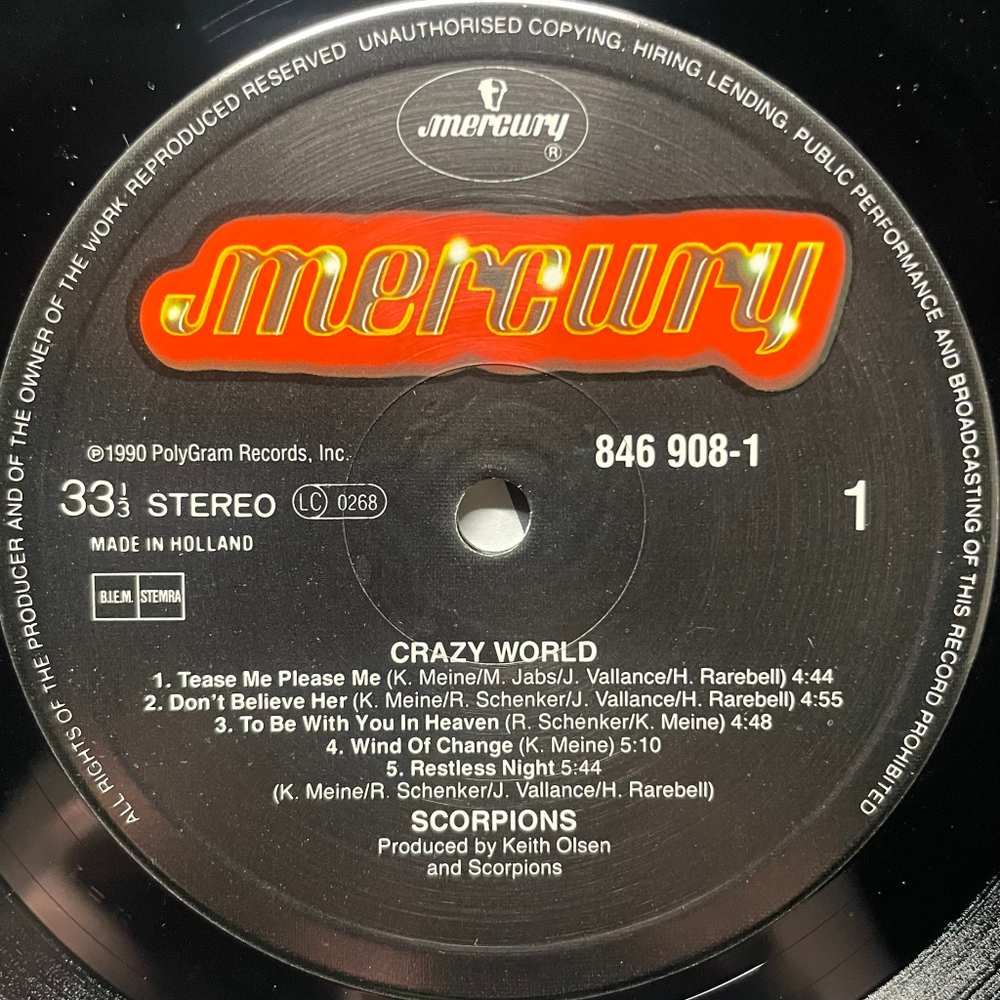 ALL RIGHTS OF THE PRODUCER AND OF THE OWNER OF THE WORK REPRODUCED RESERVED UNAUTHORISED COPYING. HIRING. LENDING. PUBLIC PERFORMANCE AND BROADCASTING OF THIS RECORD PROHIBITED
mercury
®
mercury
℗1990 PolyGram Records, Inc.
846 908-1
33⅓ STEREO LC 0268
1
MADE IN HOLLAND
B.I.E.M. STEMRA
CRAZY WORLD
1. Tease Me Please Me (K. Meine/M. Jabs/J. Vallance/H. Rarebell) 4:44
2. Don't Believe Her (K. Meine/R. Schenker/J. Vallance/H. Rarebell) 4:55
3. To Be With You In Heaven (R. Schenker/K. Meine) 4:48
4. Wind Of Change (K. Meine) 5:10
5. Restless Night 5:44
(K. Meine/R. Schenker/J. Vallance/H. Rarebell)
SCORPIONS
Produced by Keith Olsen
and Scorpions